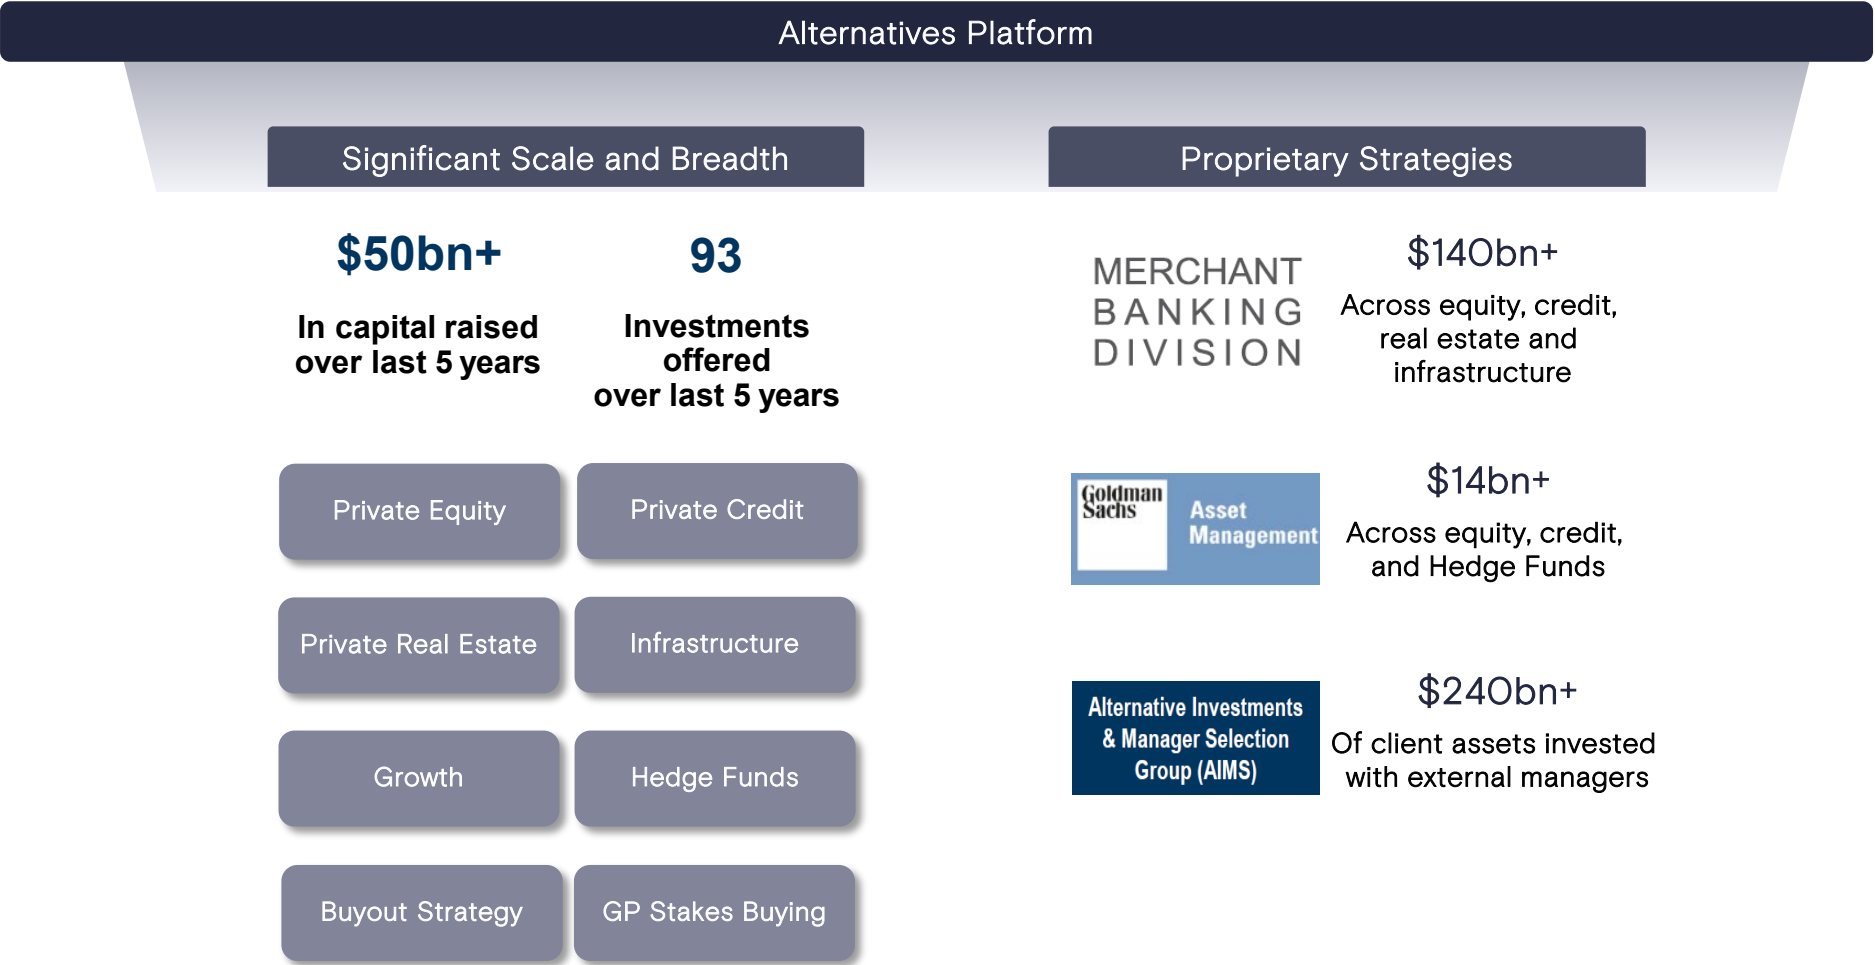 Alternatives Platform
Significant Scale and Breadth
$50bn+
In capital raised
over last 5 years
93
Investments
offered
over last 5 years
Private Equity
Private Credit
Private Real Estate
Infrastructure
Growth
Hedge Funds
Buyout Strategy
GP Stakes Buying
Proprietary Strategies
MERCHANT
BANKING
DIVISION
$140bn+
Across equity, credit,
real estate and
infrastructure
Goldman
Sachs
Asset
Management
$14bn+
Across equity, credit,
and Hedge Funds
Alternative Investments
& Manager Selection
Group (AIMS)
$240bn+
Of client assets invested
with external managers